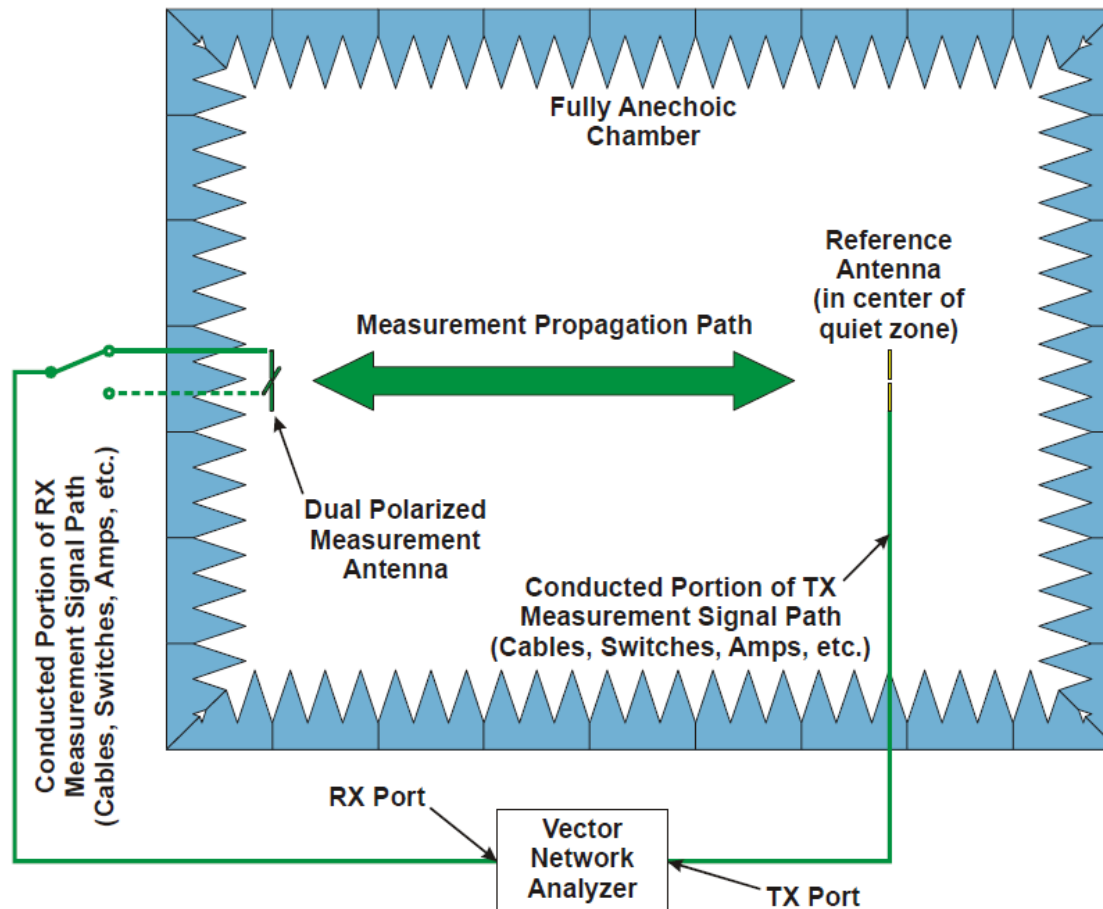 Fully Anechoic
Chamber
Reference
Antenna
(in center of
quiet zone)
Measurement Propagation Path
Conducted Portion of RX
Measurement Signal Path
(Cables, Switches, Amps, etc.)
Dual Polarized
Measurement
Antenna
Conducted Portion of TX
Measurement Signal Path
(Cables, Switches, Amps, etc.)
RX Port
Vector
Network
Analyzer
TX Port